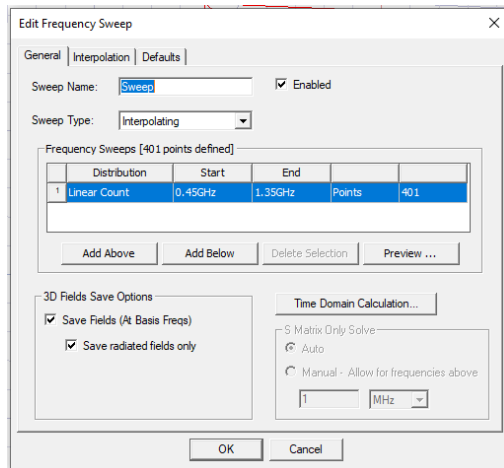 Edit Frequency Sweep
General Interpolation Defaults
Sweep Name: Sweep Enabled
Sweep Type: Interpolating
Frequency Sweeps [401 points defined]
Distribution Start End
1 Linear Count 0.45GHz 1.35GHz Points 401
Add Above Add Below Delete Selection Preview ...
3D Fields Save Options
Save Fields (At Basis Freqs)
Save radiated fields only
Time Domain Calculation...
S Matrix Only Solve
Auto
Manual - Allow for frequencies above
1 MHz
OK Cancel